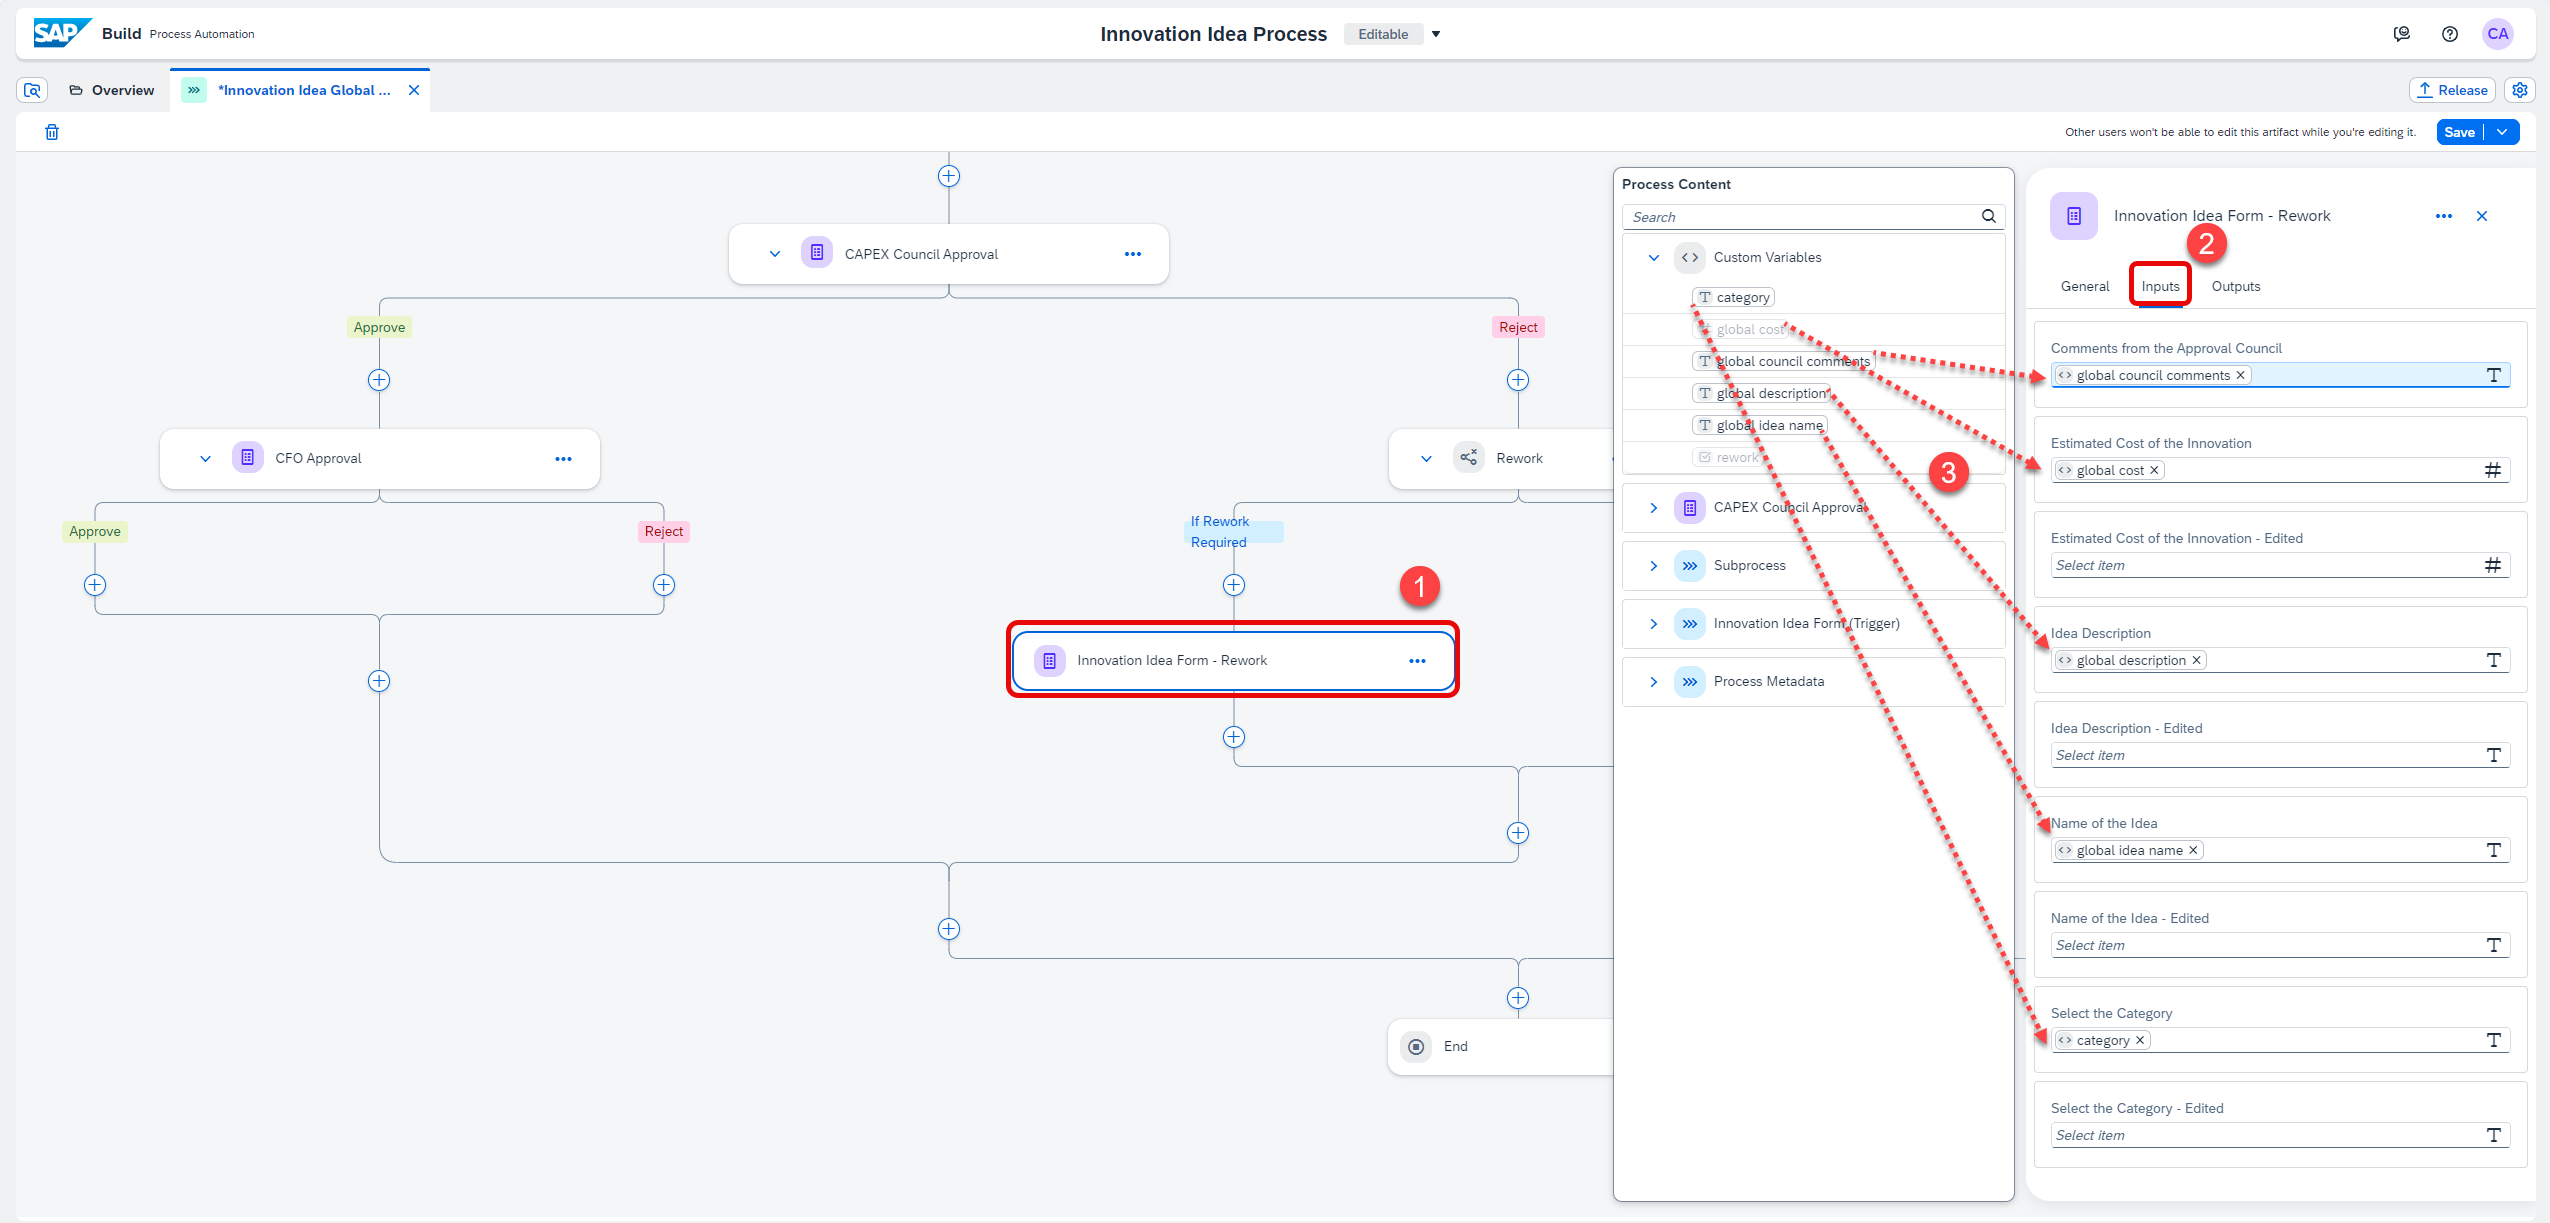 SAP Build Process Automation
Innovation Idea Process Editable
CA
Overview
*Innovation Idea Global ...
Release
Other users won't be able to edit this artifact while you're editing it.
Save
CAPEX Council Approval
Approve
Reject
CFO Approval
Rework
Approve
Reject
If Rework
Required
1
Innovation Idea Form - Rework
End
Process Content
Search
Custom Variables
category
global cost
global council comments
global description
global idea name
rework
3
CAPEX Council Approval
Subprocess
Innovation Idea Form (Trigger)
Process Metadata
Innovation Idea Form - Rework
2
General
Inputs
Outputs
Comments from the Approval Council
global council comments
Estimated Cost of the Innovation
global cost
Estimated Cost of the Innovation - Edited
Select item
Idea Description
global description
Idea Description - Edited
Select item
Name of the Idea
global idea name
Name of the Idea - Edited
Select item
Select the Category
category
Select the Category - Edited
Select item